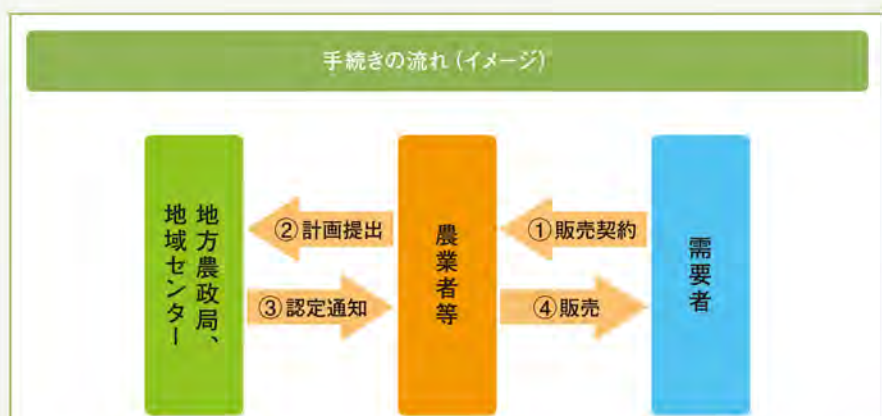 手続きの流れ（イメージ）
地方農政局、
地域センター
②計画提出
③認定通知
農業者等
①販売契約
④販売
需要者